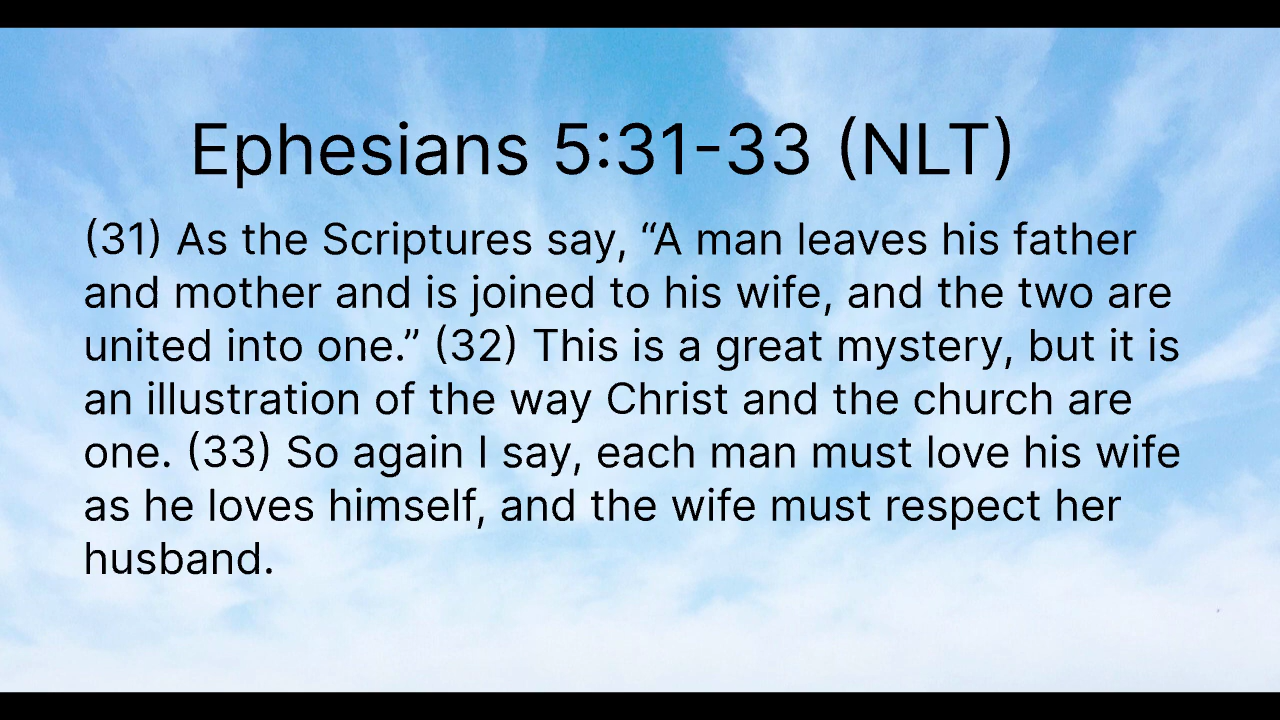 Ephesians 5:31-33 (NLT)
(31) As the Scriptures say, “A man leaves his father
and mother and is joined to his wife, and the two are
united into one.” (32) This is a great mystery, but it is
an illustration of the way Christ and the church are
one. (33) So again I say, each man must love his wife
as he loves himself, and the wife must respect her
husband.